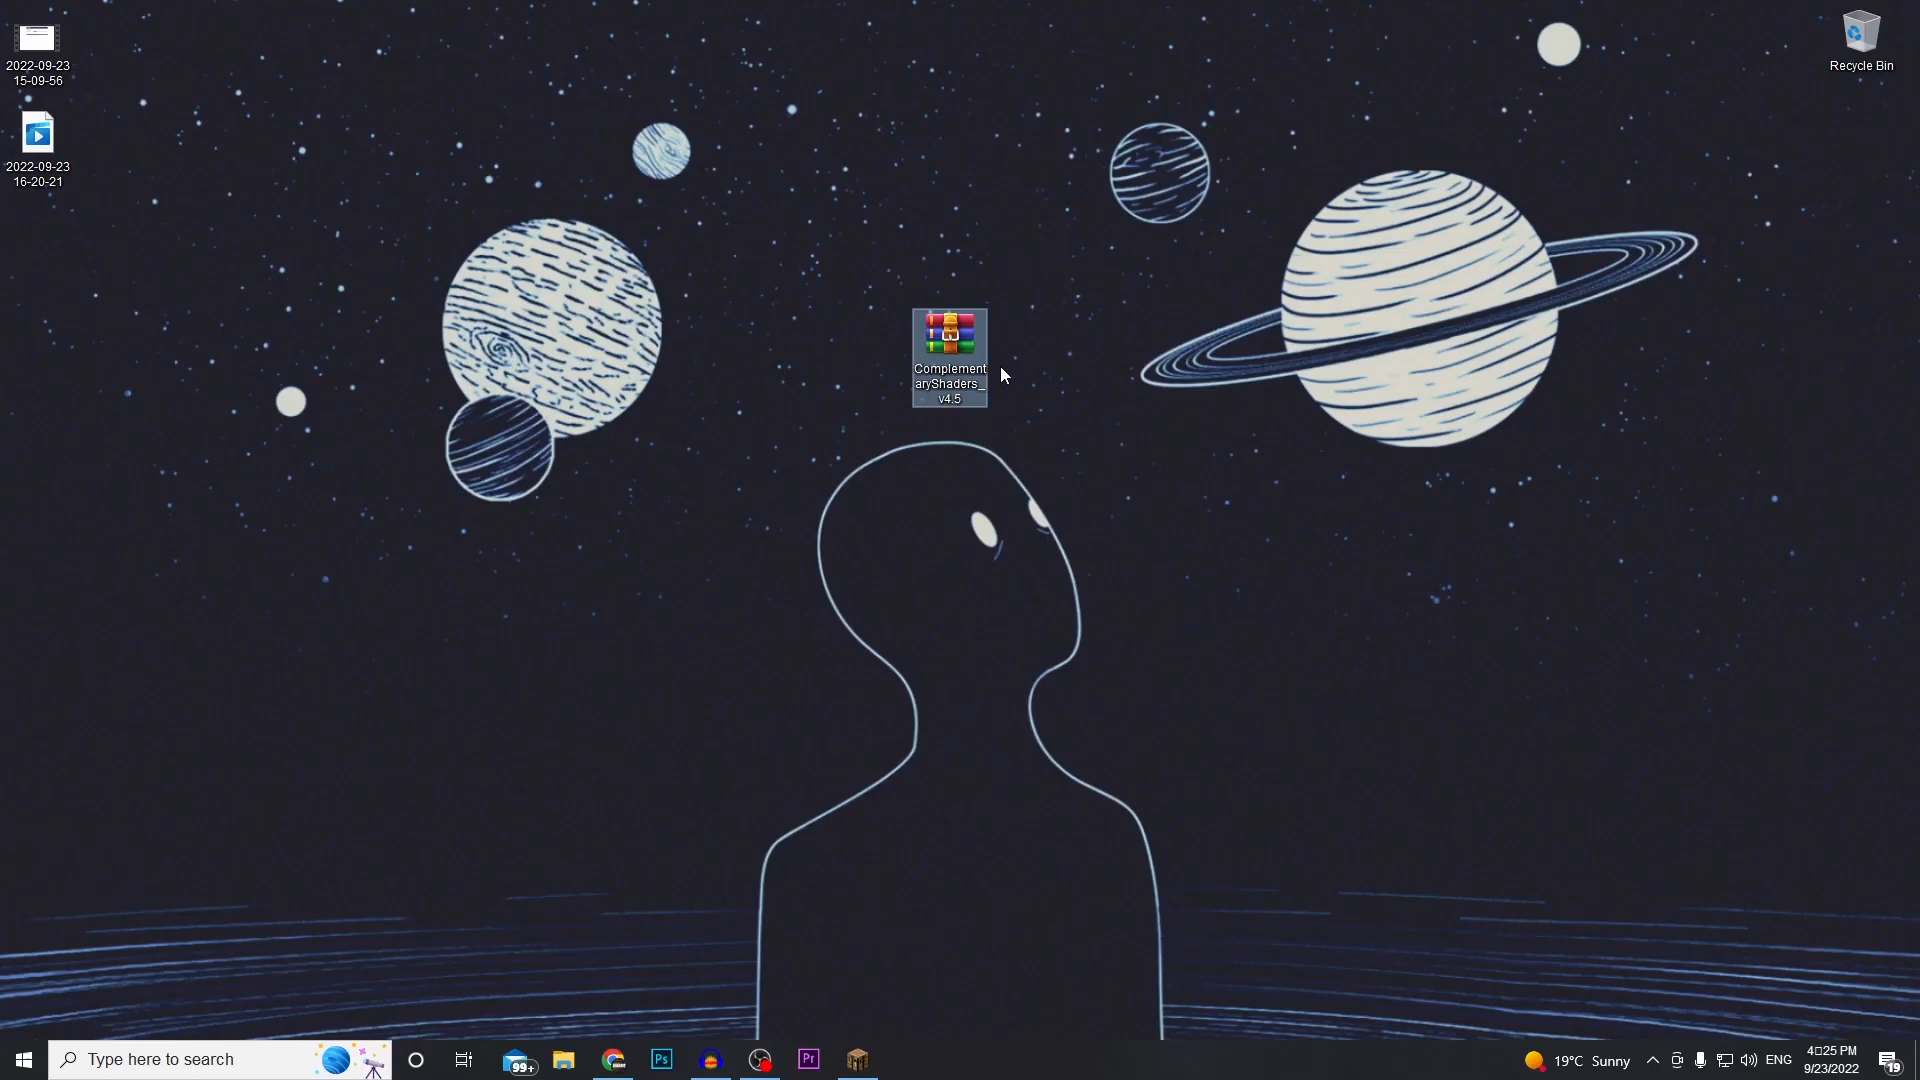 2022-09-23
15-09-56
2022-09-23
16-20-21
Recycle Bin
Complement
aryShaders_
v4.5
Type here to search
99+
Ps
Pr
19°C Sunny
ENG
4□25 PM
9/23/2022
19